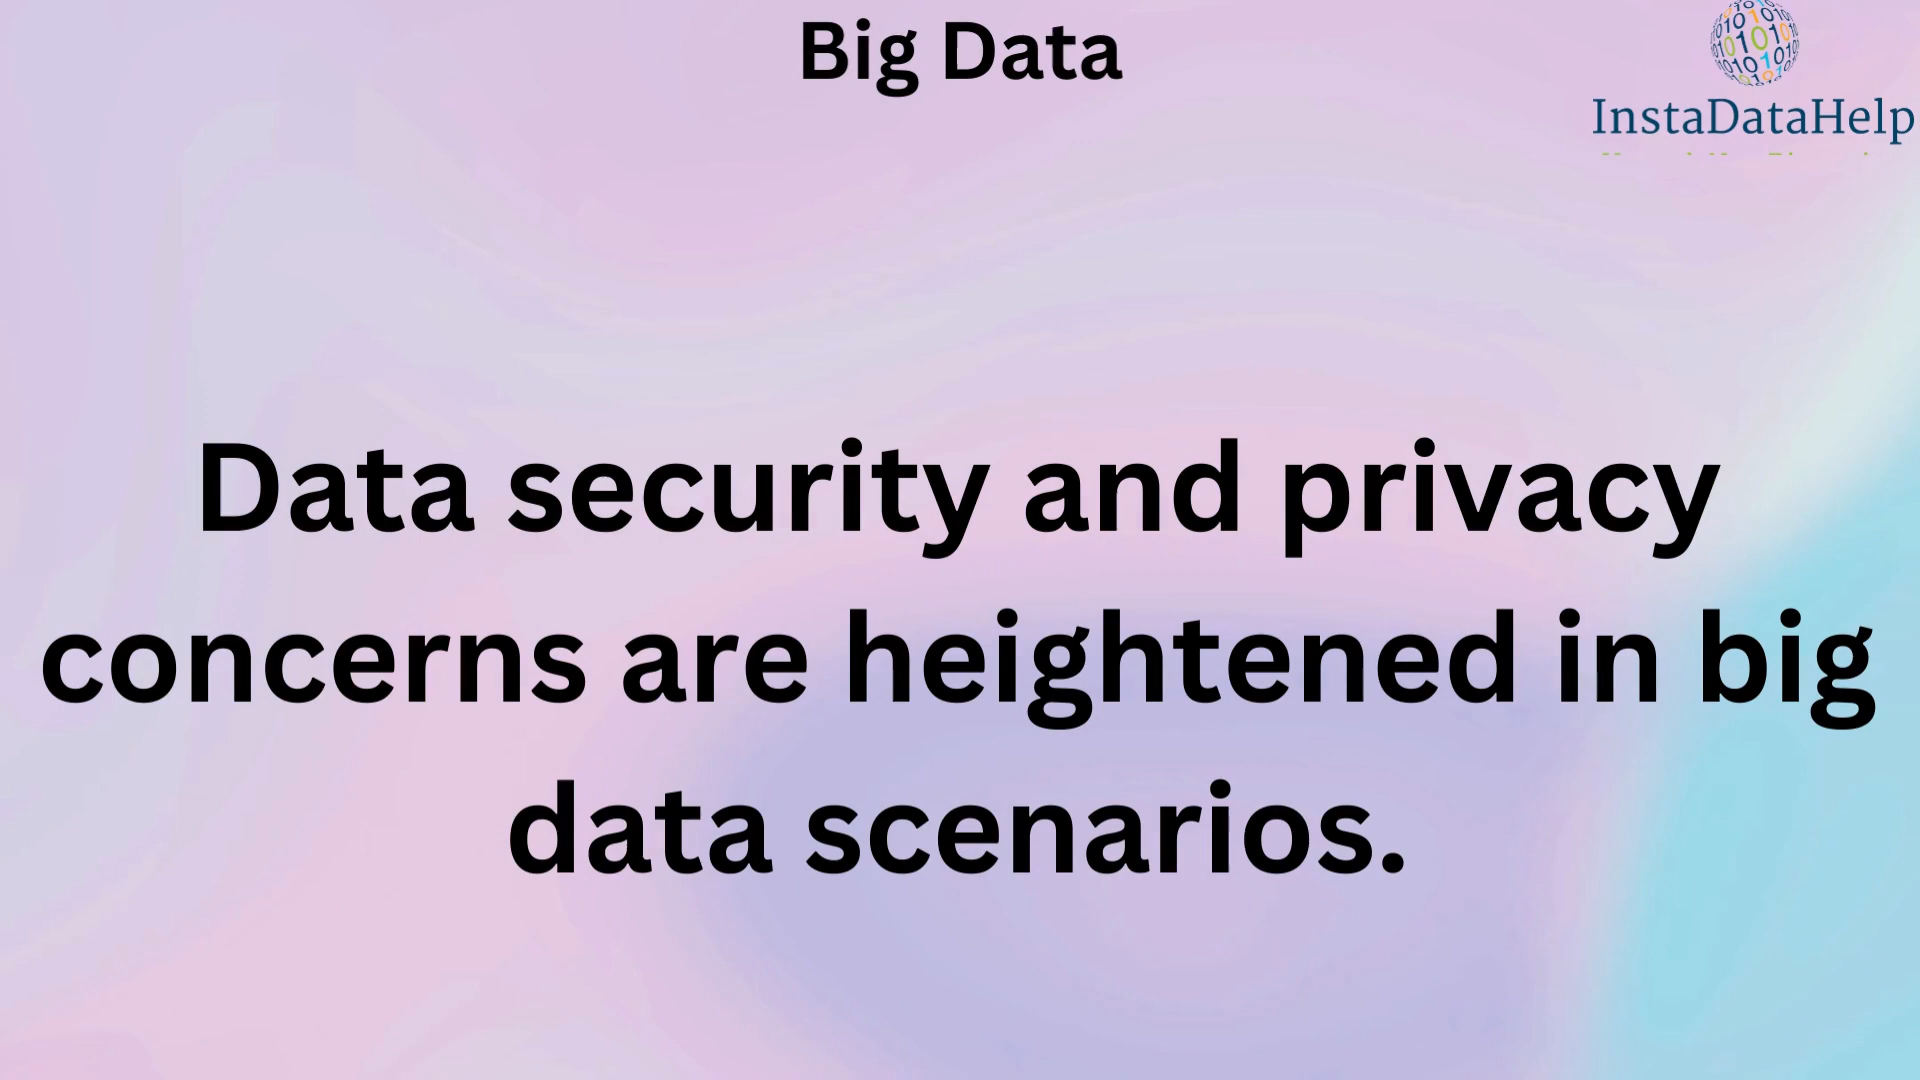 Big Data
InstaDataHelp
Data security and privacy
concerns are heightened in big
data scenarios.